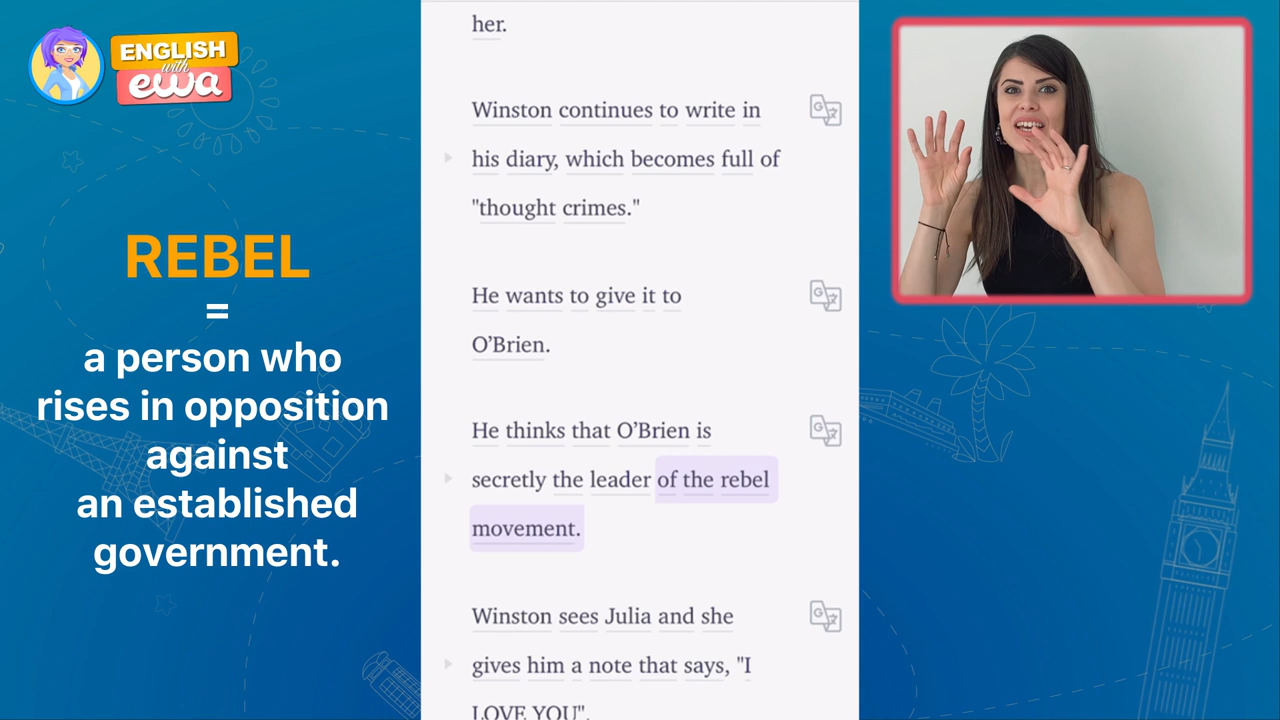 ENGLISH
with
ewa
REBEL
=
a person who
rises in opposition
against
an established
government.
her.
Winston continues to write in
his diary, which becomes full of
"thought crimes."
He wants to give it to
O’Brien.
He thinks that O’Brien is
secretly the leader of the rebel
movement.
Winston sees Julia and she
gives him a note that says, "I
LOVE YOU".